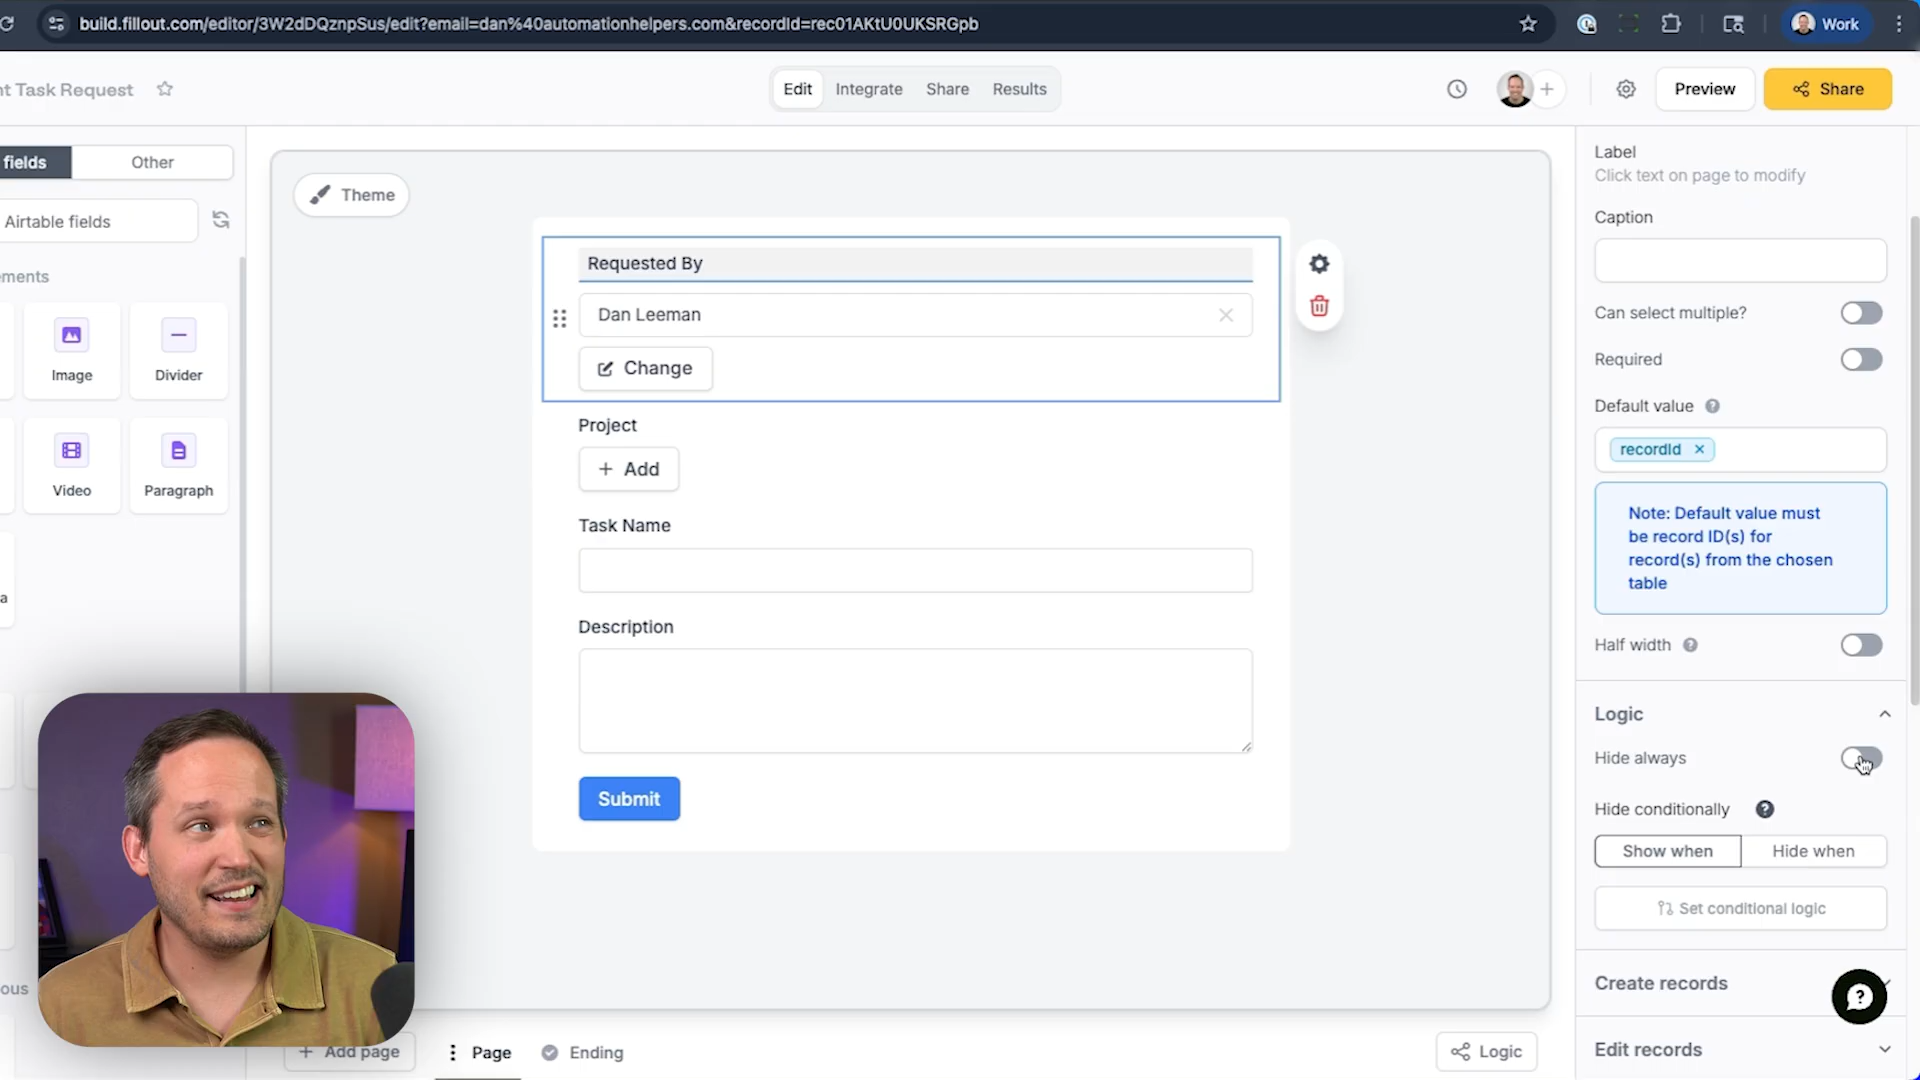 build.fillout.com/editor/3W2dDQznpSus/edit?email=dan%40automationhelpers.com&recordId=rec01AKtU0UKSRGpb
Work
nt Task Request
Edit
Integrate
Share
Results
Preview
Share
fields
Other
Airtable fields
ements
Image
Divider
Video
Paragraph
a
ous
Theme
Requested By
Dan Leeman
Change
Project
+ Add
Task Name
Description
Submit
+ Add page
Page
Ending
Logic
Label
Click text on page to modify
Caption
Can select multiple?
Required
Default value
recordId
Note: Default value must
be record ID(s) for
record(s) from the chosen
table
Half width
Logic
Hide always
Hide conditionally
Show when
Hide when
Set conditional logic
Create records
Edit records